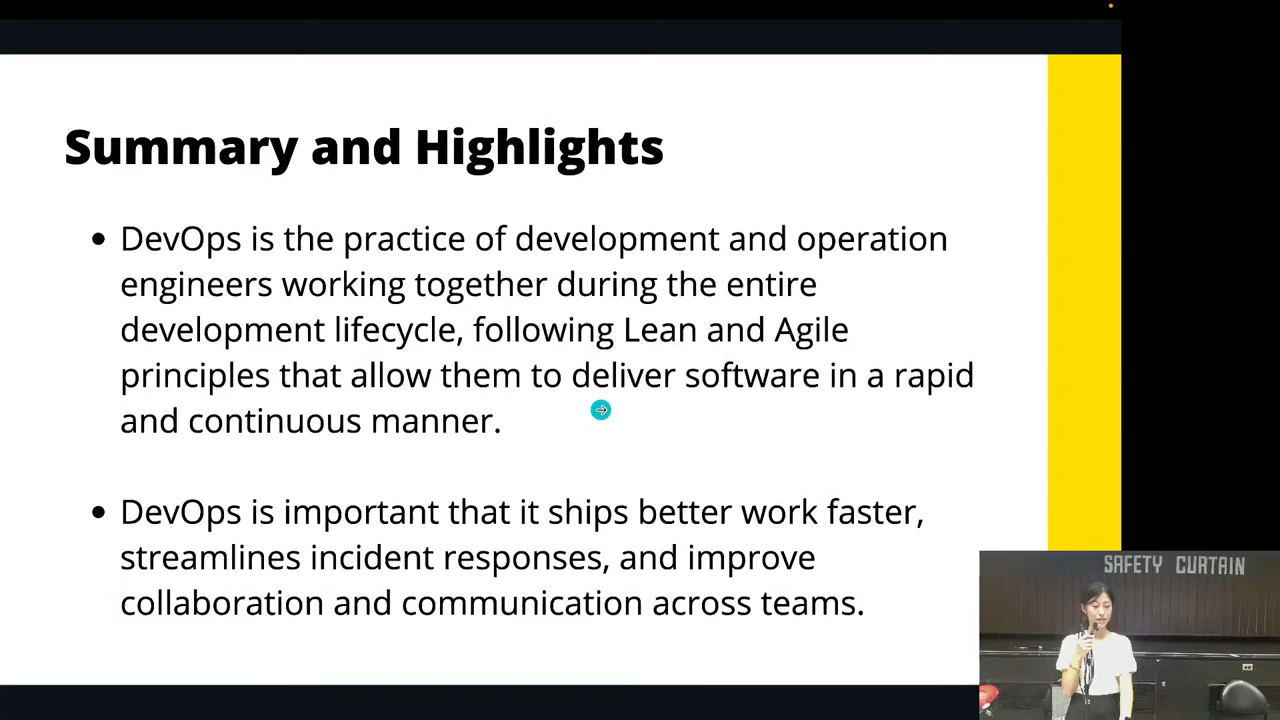 Summary and Highlights
DevOps is the practice of development and operation
engineers working together during the entire
development lifecycle, following Lean and Agile
principles that allow them to deliver software in a rapid
and continuous manner.
DevOps is important that it ships better work faster,
streamlines incident responses, and improve
collaboration and communication across teams.
SAFETY CURTAIN